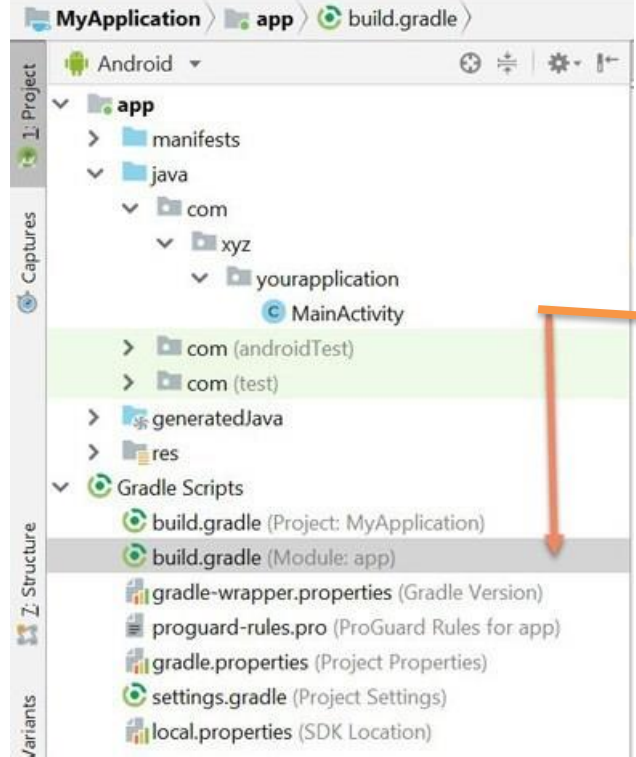 MyApplication app build.gradle
1: Project
Captures
Z: Structure
Variants
Android
app
manifests
java
com
xyz
yourapplication
C MainActivity
com (androidTest)
com (test)
generatedJava
res
Gradle Scripts
build.gradle (Project: MyApplication)
build.gradle (Module: app)
gradle-wrapper.properties (Gradle Version)
proguard-rules.pro (ProGuard Rules for app)
gradle.properties (Project Properties)
settings.gradle (Project Settings)
local.properties (SDK Location)